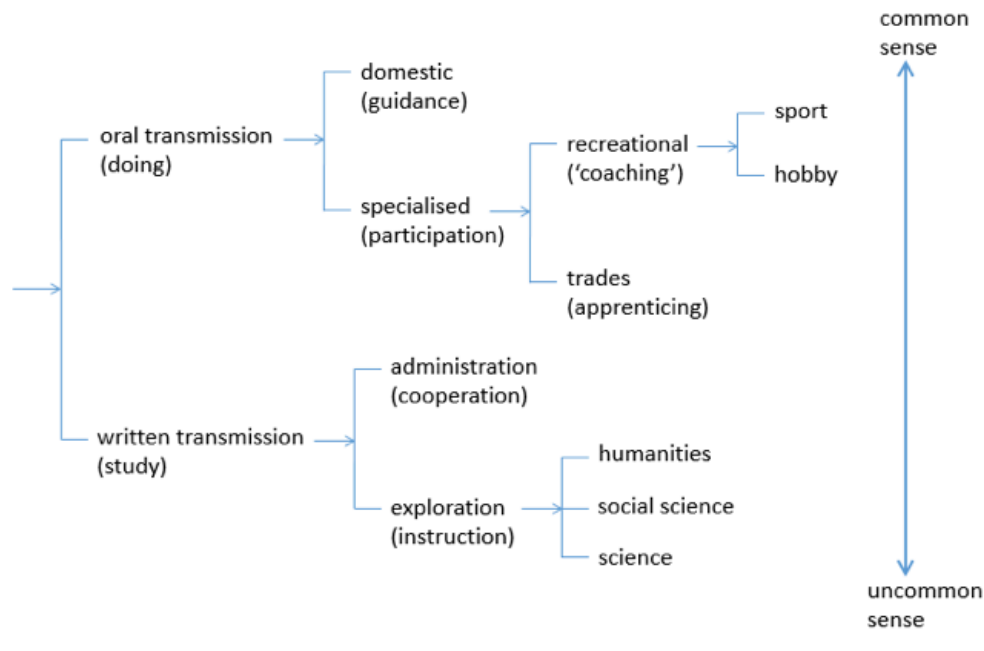 common
sense
domestic
(guidance)
sport
oral transmission
(doing)
recreational
(‘coaching’)
hobby
specialised
(participation)
trades
(apprenticing)
administration
(cooperation)
written transmission
(study)
humanities
exploration
(instruction)
social science
science
uncommon
sense